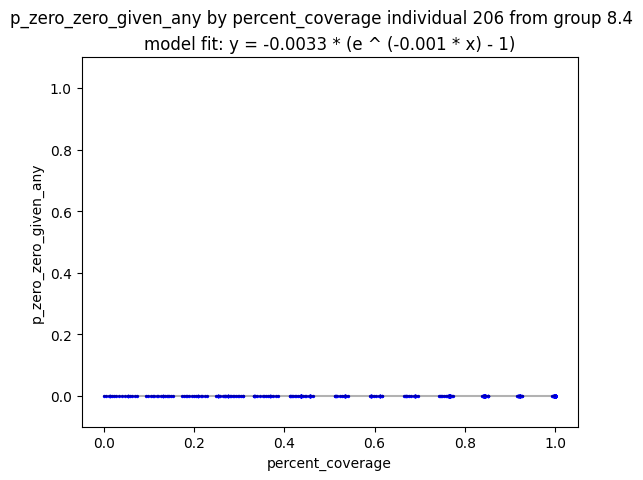 p_zero_zero_given_any by percent_coverage individual 206 from group 8.4
model fit: y = -0.0033 * (e ^ (-0.001 * x) - 1)
1.0
0.8
0.6
0.4
0.2
0.0
p_zero_zero_given_any
0.0 0.2 0.4 0.6 0.8 1.0
percent_coverage